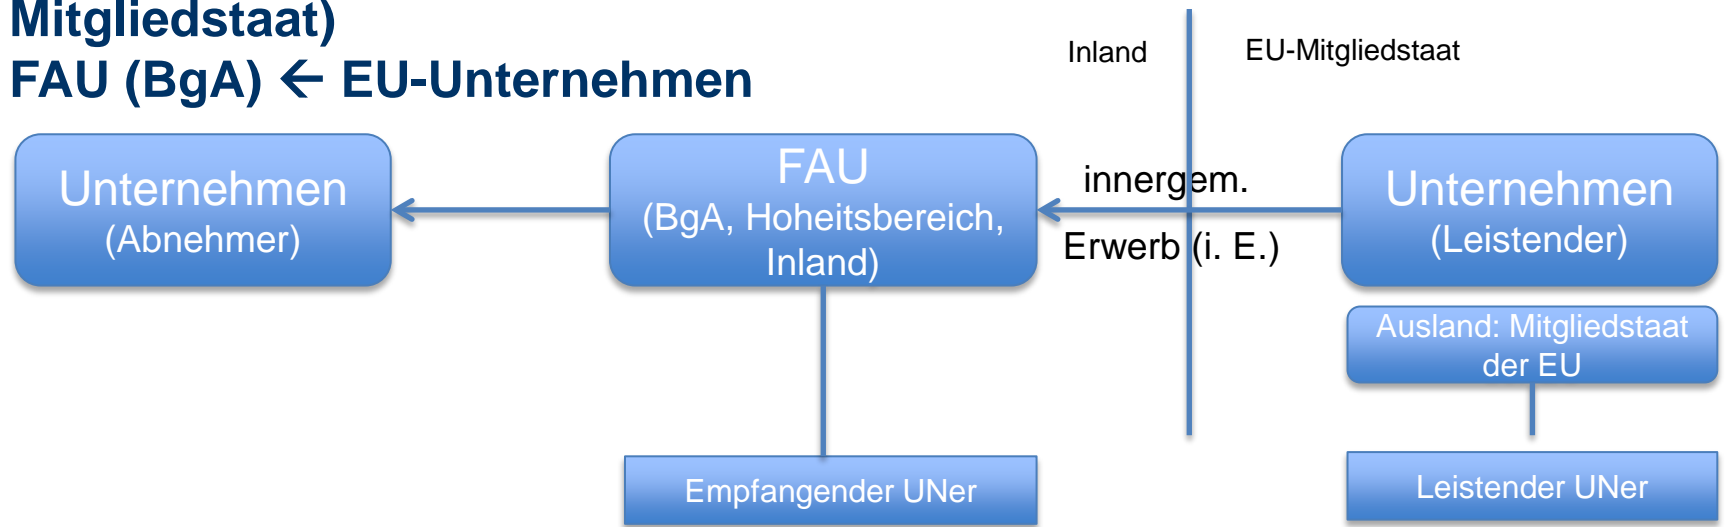 Mitgliedstaat)
FAU (BgA) ← EU-Unternehmen
Inland
EU-Mitgliedstaat
Unternehmen
(Abnehmer)
FAU
(BgA, Hoheitsbereich,
Inland)
innergem.
Erwerb (i. E.)
Unternehmen
(Leistender)
Ausland: Mitgliedstaat
der EU
Empfangender UNer
Leistender UNer